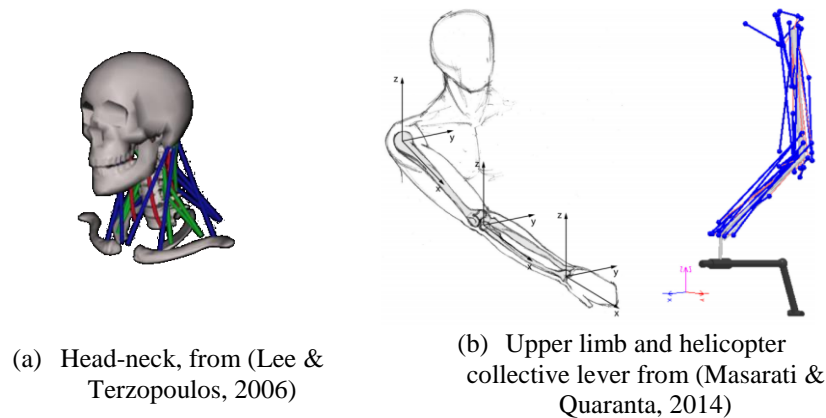 (b)
z
y
x
z
y
z
y
x
x
(a) Head-neck, from (Lee &
Terzopoulos, 2006)
(b) Upper limb and helicopter
collective lever from (Masarati &
Quaranta, 2014)